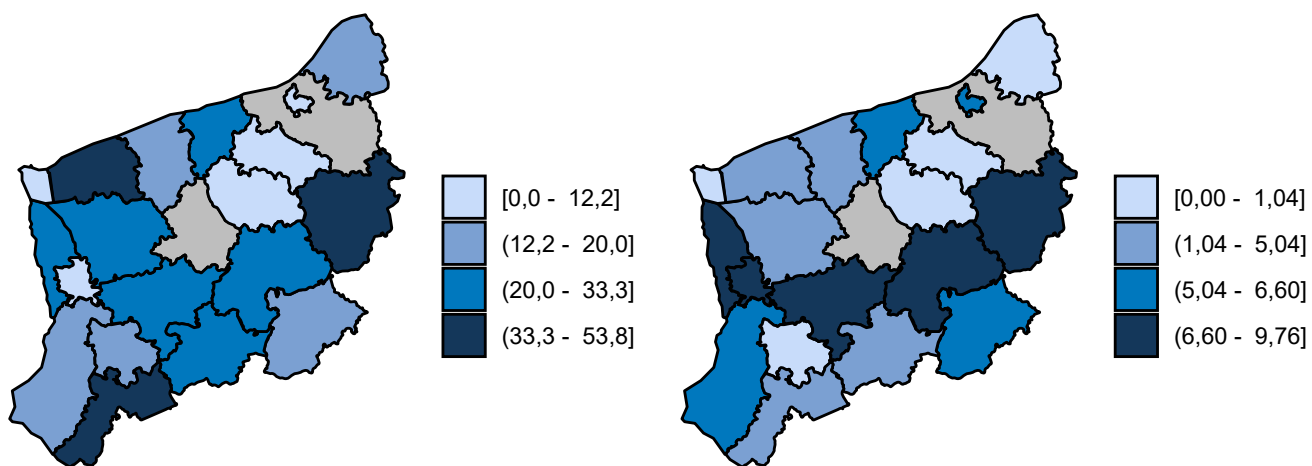 [0,0 - 12,2]
(12,2 - 20,0]
(20,0 - 33,3]
(33,3 - 53,8]
[0,00 - 1,04]
(1,04 - 5,04]
(5,04 - 6,60]
(6,60 - 9,76]